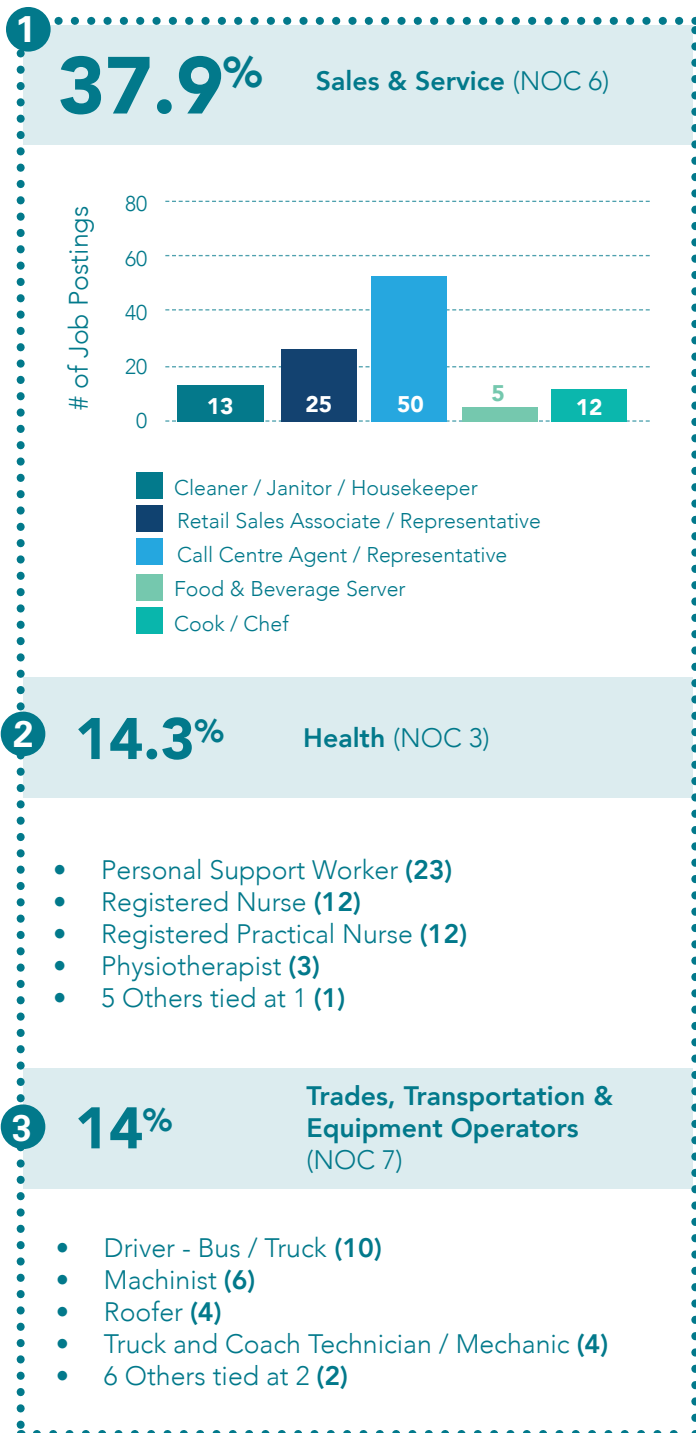 1
37.9% Sales & Service (NOC 6)
# of Job Postings
80
60
40
20
0
13 25 50 5 12
Cleaner / Janitor / Housekeeper
Retail Sales Associate / Representative
Call Centre Agent / Representative
Food & Beverage Server
Cook / Chef
2
14.3% Health (NOC 3)
• Personal Support Worker (23)
• Registered Nurse (12)
• Registered Practical Nurse (12)
• Physiotherapist (3)
• 5 Others tied at 1 (1)
3
14%
Trades, Transportation &
Equipment Operators
(NOC 7)
• Driver - Bus / Truck (10)
• Machinist (6)
• Roofer (4)
• Truck and Coach Technician / Mechanic (4)
• 6 Others tied at 2 (2)